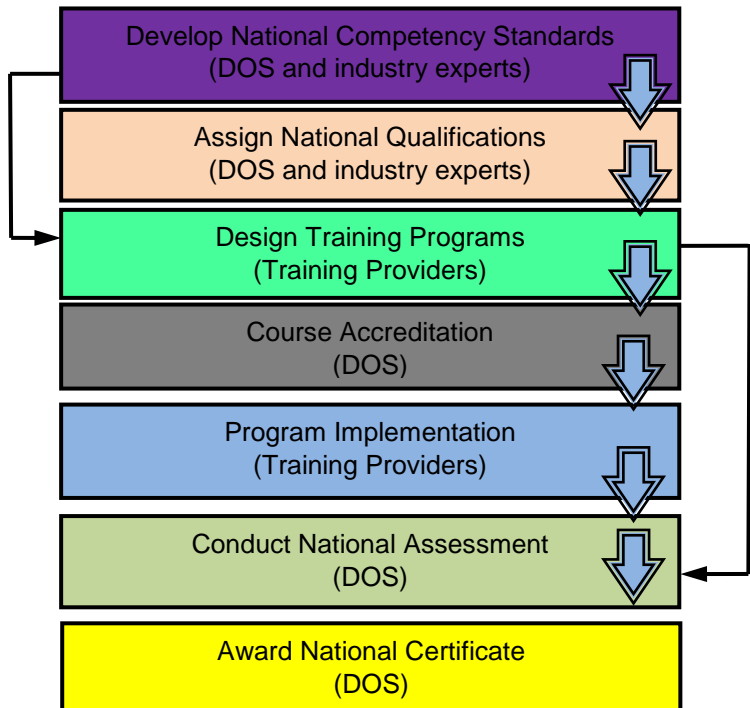 Develop National Competency Standards
(DOS and industry experts)
Assign National Qualifications
(DOS and industry experts)
Design Training Programs
(Training Providers)
Course Accreditation
(DOS)
Program Implementation
(Training Providers)
Conduct National Assessment
(DOS)
Award National Certificate
(DOS)